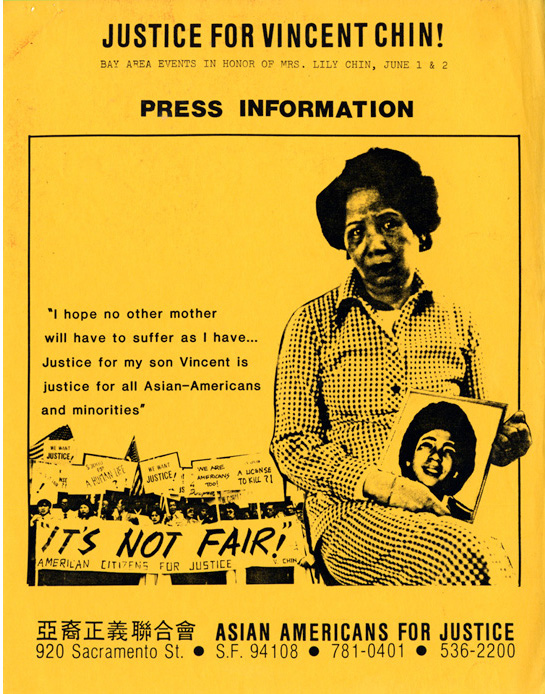 JUSTICE FOR VINCENT CHIN!
BAY AREA EVENTS IN HONOR OF MRS. LILY CHIN, JUNE 1 & 2
PRESS INFORMATION
"I hope no other mother
will have to suffer as I have...
Justice for my son Vincent is
justice for all Asian-Americans
and minorities"
WE WANT
JUSTICE!
A HUMAN LIFE
WE WANT
JUSTICE!
WE ARE
AMERICANS
TOO!
A LICENSE
TO KILL?!
IT'S NOT FAIR!"
AMERICAN CITIZENS FOR JUSTICE
V. CHIN
亞裔正義聯合會 ASIAN AMERICANS FOR JUSTICE
920 Sacramento St. ● S.F. 94108 ● 781-0401 ● 536-2200